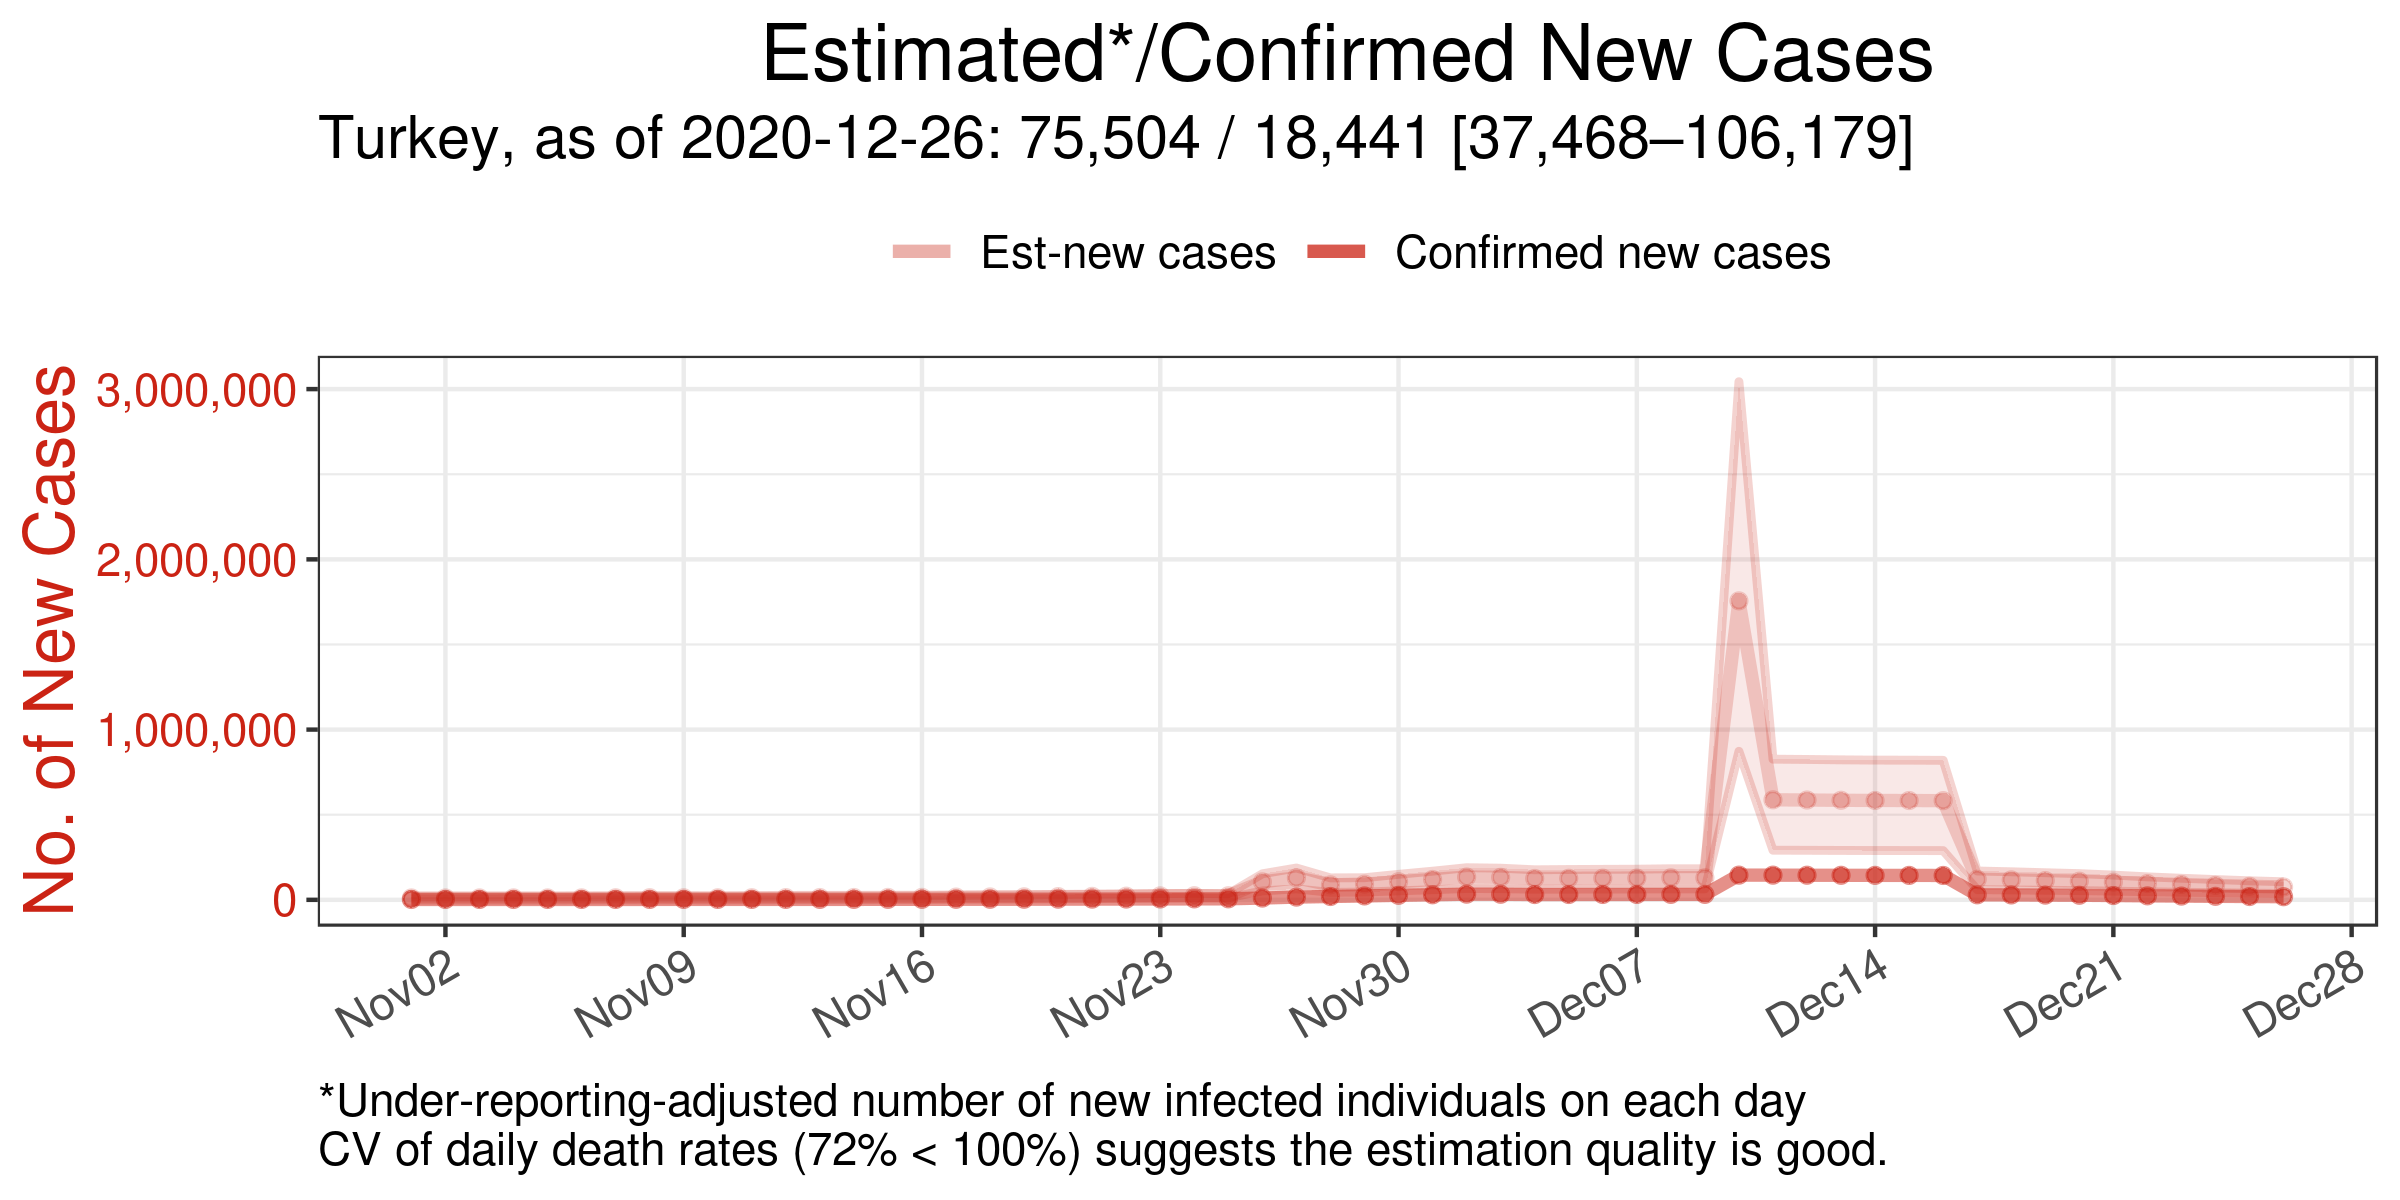 Estimated*/Confirmed New Cases
Turkey, as of 2020-12-26: 75,504 / 18,441 [37,468–106,179]
Est-new cases Confirmed new cases
No. of New Cases
3,000,000
2,000,000
1,000,000
0
Nov02 Nov09 Nov16 Nov23 Nov30 Dec07 Dec14 Dec21 Dec28
*Under-reporting-adjusted number of new infected individuals on each day
CV of daily death rates (72% < 100%) suggests the estimation quality is good.